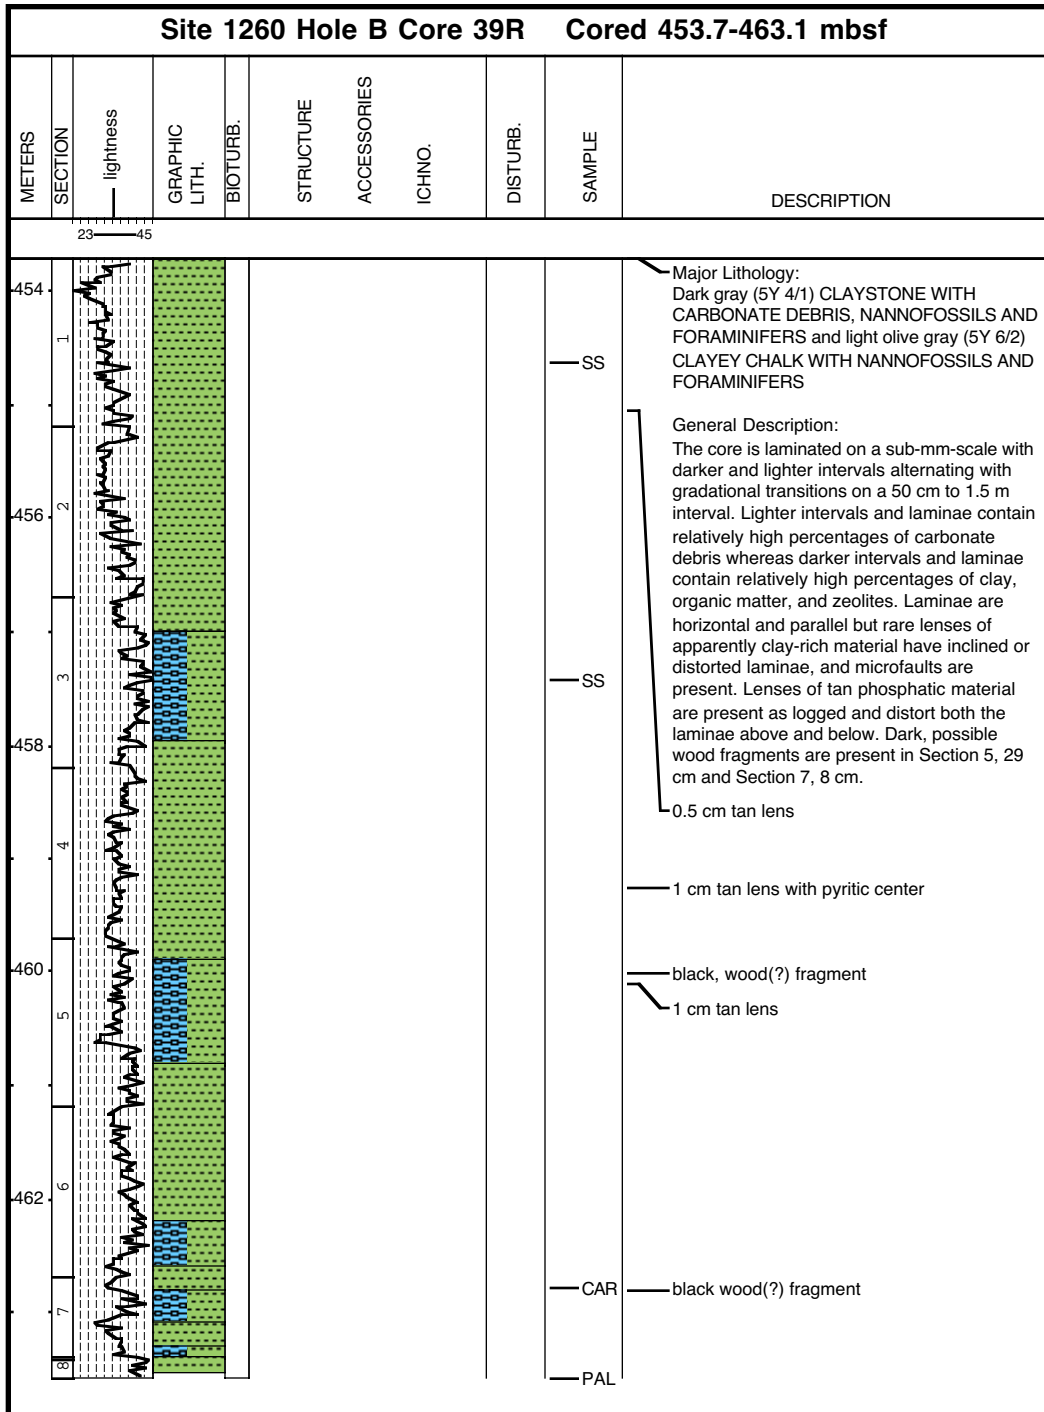 Site 1260 Hole B Core 39R Cored 453.7-463.1 mbsf
METERS
SECTION
lightness
GRAPHIC
LITH.
BIOTURB.
STRUCTURE
ACCESSORIES
ICHNO.
DISTURB.
SAMPLE
DESCRIPTION
23 45
454
456
458
460
462
1
2
3
4
5
6
7
8
SS
SS
CAR
PAL
Major Lithology:
Dark gray (5Y 4/1) CLAYSTONE WITH
CARBONATE DEBRIS, NANNOFOSSILS AND
FORAMINIFERS and light olive gray (5Y 6/2)
CLAYEY CHALK WITH NANNOFOSSILS AND
FORAMINIFERS
General Description:
The core is laminated on a sub-mm-scale with
darker and lighter intervals alternating with
gradational transitions on a 50 cm to 1.5 m
interval. Lighter intervals and laminae contain
relatively high percentages of carbonate
debris whereas darker intervals and laminae
contain relatively high percentages of clay,
organic matter, and zeolites. Laminae are
horizontal and parallel but rare lenses of
apparently clay-rich material have inclined or
distorted laminae, and microfaults are
present. Lenses of tan phosphatic material
are present as logged and distort both the
laminae above and below. Dark, possible
wood fragments are present in Section 5, 29
cm and Section 7, 8 cm.
0.5 cm tan lens
1 cm tan lens with pyritic center
black, wood(?) fragment
1 cm tan lens
black wood(?) fragment